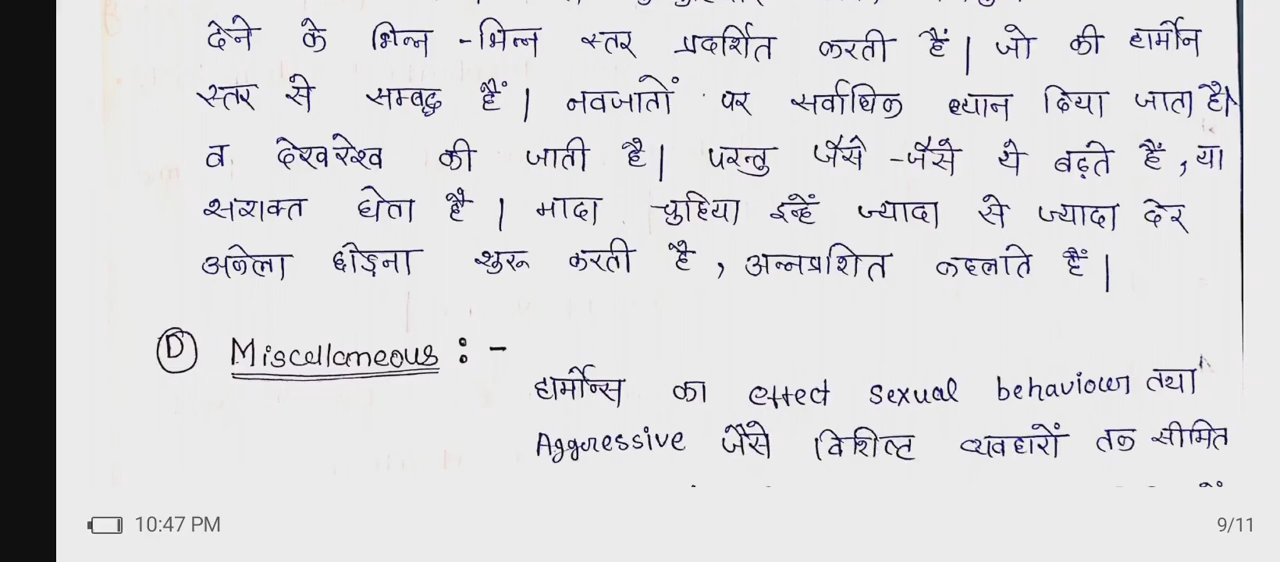 देने के भिन्न -भिन्न स्तर प्रदर्शित करती हैं | जो की हार्मोन
स्तर से सम्बद्ध हैं | नवजातों पर सर्वाधिक ध्यान दिया जाता है।
व देखरेख की जाती है | परन्तु जैसे -जैसे ये बढ़ते हैं , या
सशक्त होता है | मादा चुहिया इन्हें ज्यादा से ज्यादा देर
अकेला छोड़ना शुरू करती है , अन्नप्रशित कहलाते हैं |
(D) Miscellaneous : -
हार्मोन्स का effect sexual behaviour तथा
Aggressive जैसे विशिष्ट व्यवहारों तक सीमित
10:47 PM
9/11